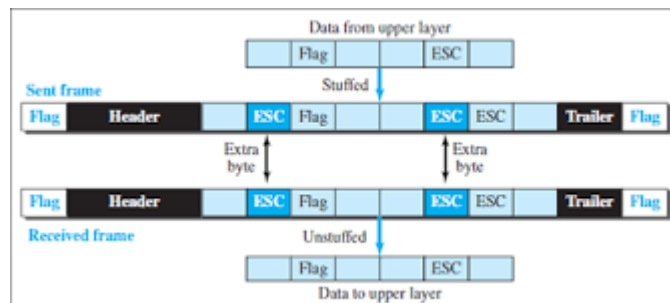 Data from upper layer
Flag ESC
Stuffed
Sent frame
Flag Header ESC Flag ESC ESC Trailer Flag
Extra Extra
byte byte
Flag Header ESC Flag ESC ESC Trailer Flag
Received frame Unstuffed
Flag ESC
Data to upper layer